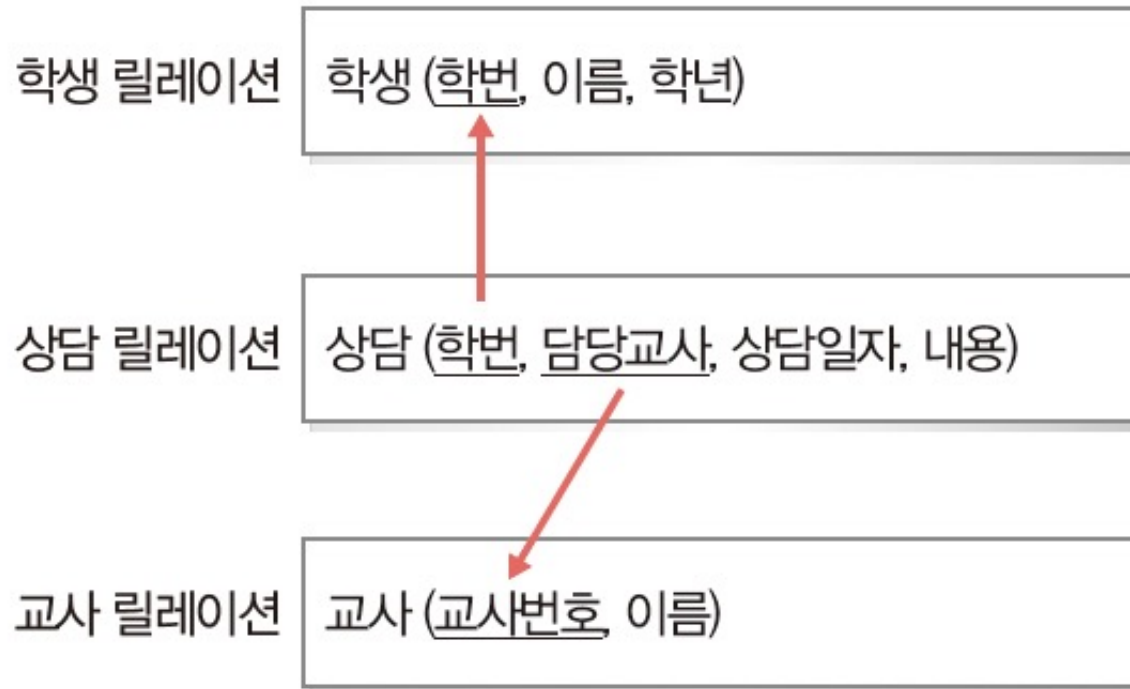 학생 릴레이션 학생 (학번, 이름, 학년)
상담 릴레이션 상담 (학번, 담당교사, 상담일자, 내용)
교사 릴레이션 교사 (교사번호, 이름)